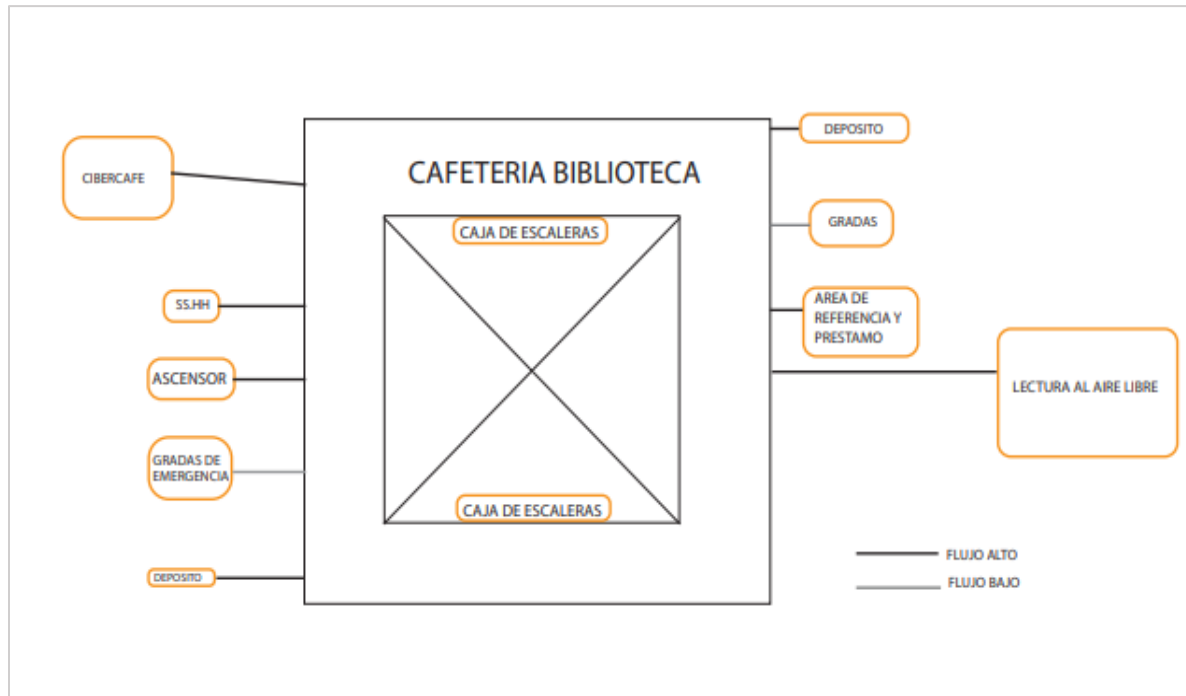 CIBERCAFE
SS.HH
ASCENSOR
GRADAS DE
EMERGENCIA
DEPOSITO
CAFETERIA BIBLIOTECA
CAJA DE ESCALERAS
CAJA DE ESCALERAS
DEPOSITO
GRADAS
AREA DE
REFERENCIA Y
PRESTAMO
LECTURA AL AIRE LIBRE
FLUJO ALTO
FLUJO BAJO